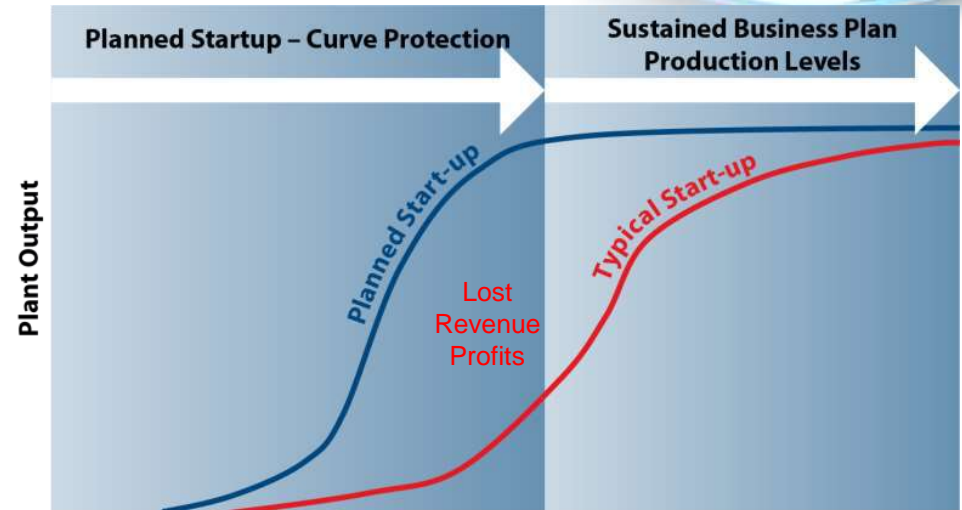 Planned Startup – Curve Protection
Sustained Business Plan
Production Levels
Plant Output
Planned Start-up
Typical Start-up
Lost
Revenue
Profits